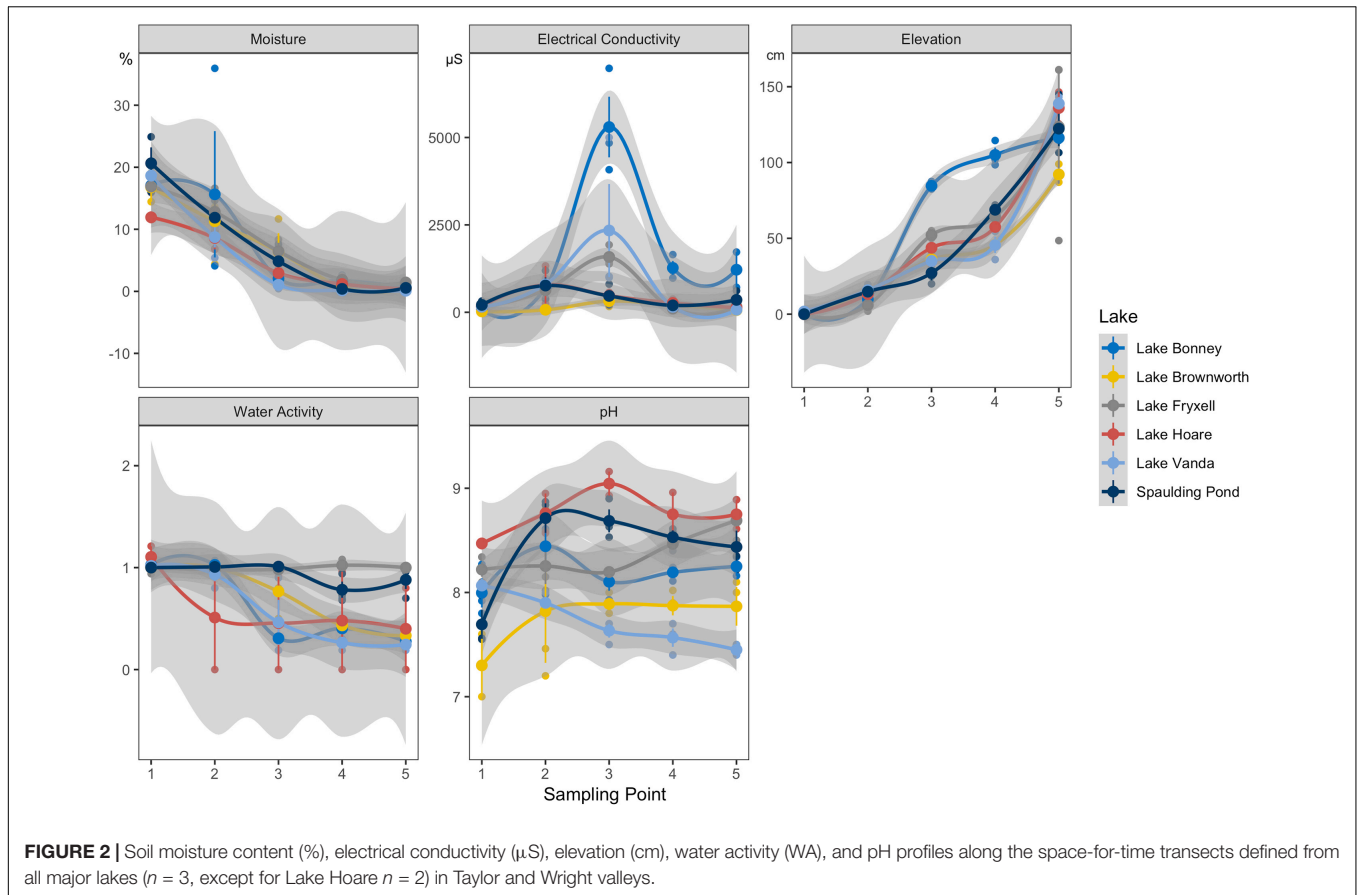 Moisture
Electrical Conductivity
Elevation
%
30
20
10
0
-10
µS
5000
2500
0
cm
150
100
50
0
1 2 3 4 5
Water Activity
pH
2
1
0
9
8
7
1 2 3 4 5
1 2 3 4 5
Sampling Point
Lake
Lake Bonney
Lake Brownworth
Lake Fryxell
Lake Hoare
Lake Vanda
Spaulding Pond
FIGURE 2 | Soil moisture content (%), electrical conductivity (μS), elevation (cm), water activity (WA), and pH profiles along the space-for-time transects defined from
all major lakes (n = 3, except for Lake Hoare n = 2) in Taylor and Wright valleys.